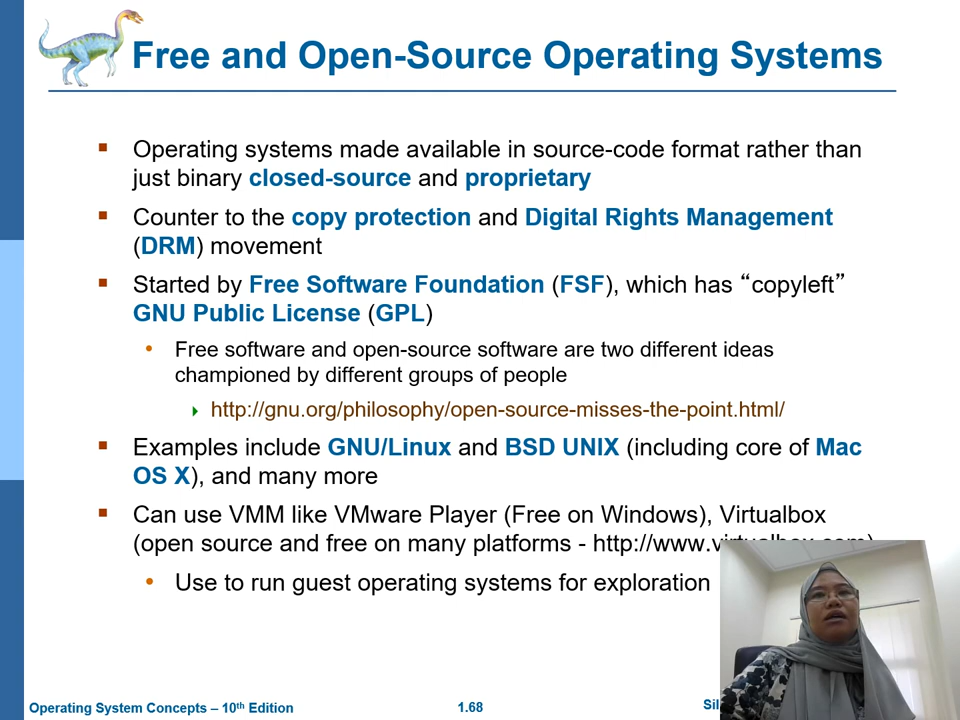 Free and Open-Source Operating Systems
▪ Operating systems made available in source-code format rather than
just binary closed-source and proprietary
▪ Counter to the copy protection and Digital Rights Management
(DRM) movement
▪ Started by Free Software Foundation (FSF), which has “copyleft”
GNU Public License (GPL)
• Free software and open-source software are two different ideas
championed by different groups of people
http://gnu.org/philosophy/open-source-misses-the-point.html/
▪ Examples include GNU/Linux and BSD UNIX (including core of Mac
OS X), and many more
▪ Can use VMM like VMware Player (Free on Windows), Virtualbox
(open source and free on many platforms - http://www.virtualbox.com)
• Use to run guest operating systems for exploration
Operating System Concepts – 10th Edition
1.68